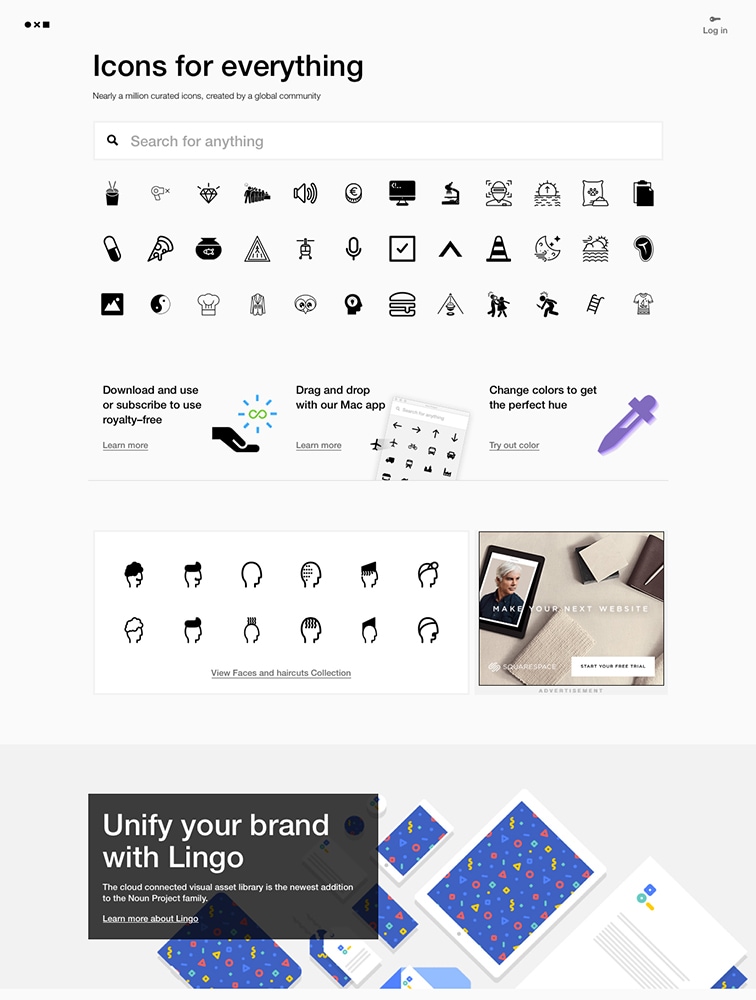 Log in
Icons for everything
Nearly a million curated icons, created by a global community
Search for anything
Download and use
or subscribe to use
royalty–free
Learn more
Drag and drop
with our Mac app
Learn more
Search for anything
Change colors to get
the perfect hue
Try out color
View Faces and haircuts Collection
MAKE YOUR NEXT WEBSITE
SQUARESPACE
START YOUR FREE TRIAL
ADVERTISEMENT
Unify your brand
with Lingo
The cloud connected visual asset library is the newest addition
to the Noun Project family.
Learn more about Lingo